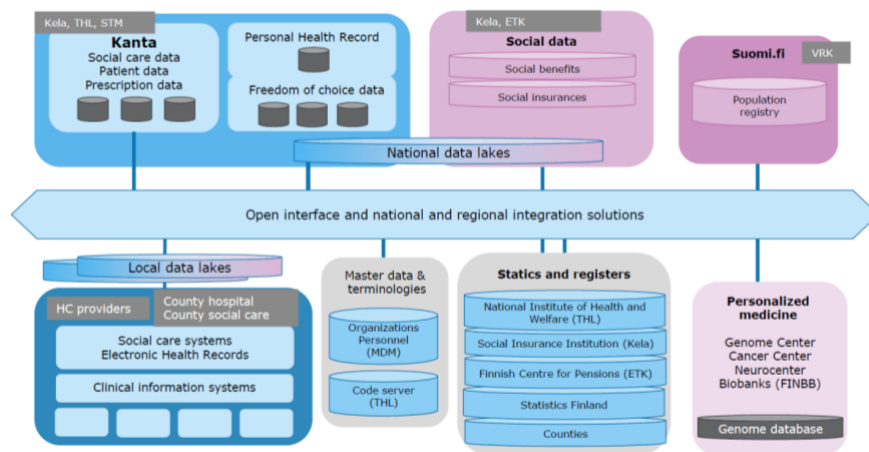 Kela, THL, STM
Kanta
Social care data
Patient data
Prescription data
Personal Health Record
Freedom of choice data
Kela, ETK
Social data
Social benefits
Social insurances
Suomi.fi
VRK
Population
registry
National data lakes
Open interface and national and regional integration solutions
Local data lakes
HC providers
County hospital
County social care
Social care systems
Electronic Health Records
Clinical information systems
Master data &
terminologies
Organizations
Personnel
(MDM)
Code server
(THL)
Statics and registers
National Institute of Health and
Welfare (THL)
Social Insurance Institution (Kela)
Finnish Centre for Pensions (ETK)
Statistics Finland
Counties
Personalized
medicine
Genome Center
Cancer Center
Neurocenter
Biobanks (FINBB)
Genome database